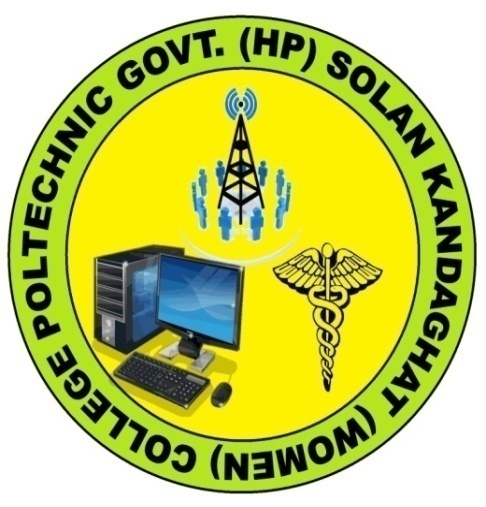 POLTECHNIC GOVT. (HP) SOLAN KANDAGHAT (WOMEN) COLLEGE